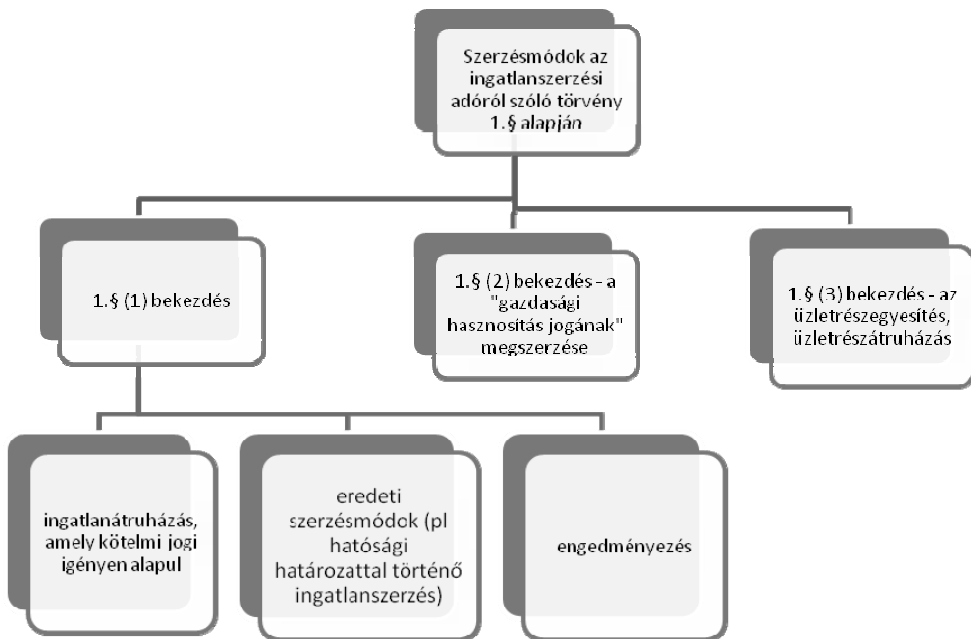 Szerzésmódok az
ingatlanszerzési
adóról szóló törvény
1.§ alapján
1.§ (1) bekezdés
1.§ (2) bekezdés - a
"gazdasági
hasznosítás jogának"
megszerzése
1.§ (3) bekezdés - az
üzletrészegyesítés,
üzletrészátruházás
ingatlanátruházás,
amely kötelmi jogi
igényen alapul
eredeti
szerzésmódok (pl
hatósági
határozattal történő
ingatlanszerzés)
engedményezés